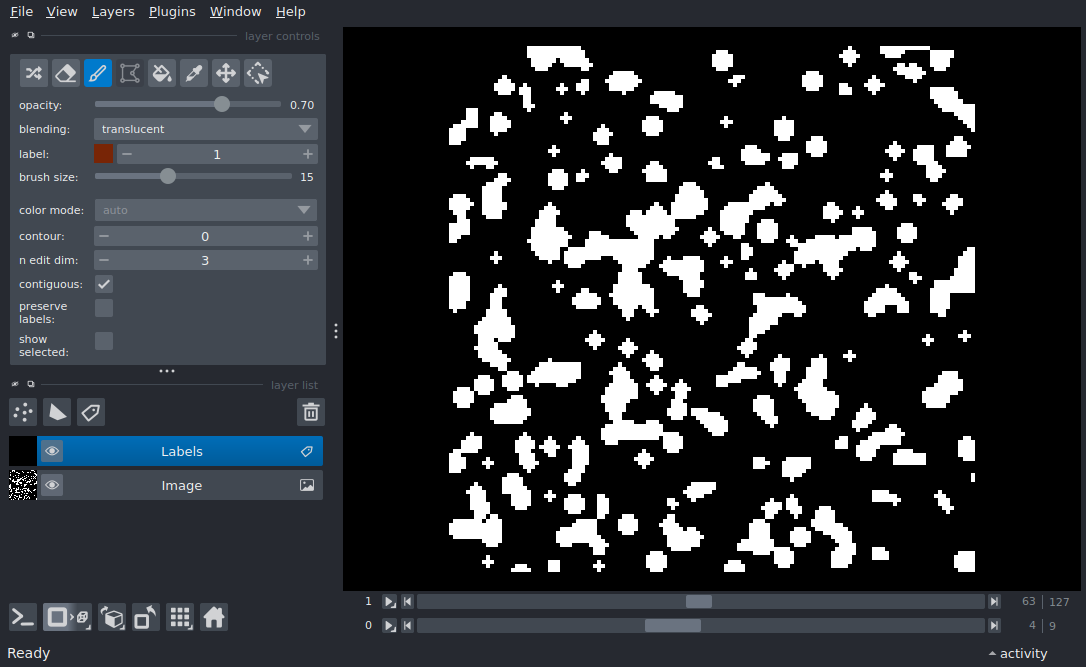 File View Layers Plugins Window Help
layer controls
opacity: 0.70
blending: translucent
label: 1
brush size: 15
color mode: auto
contour: 0
n edit dim: 3
contiguous:
preserve
labels:
show
selected:
layer list
Labels
Image
1 63 127
0 4 9
Ready
activity